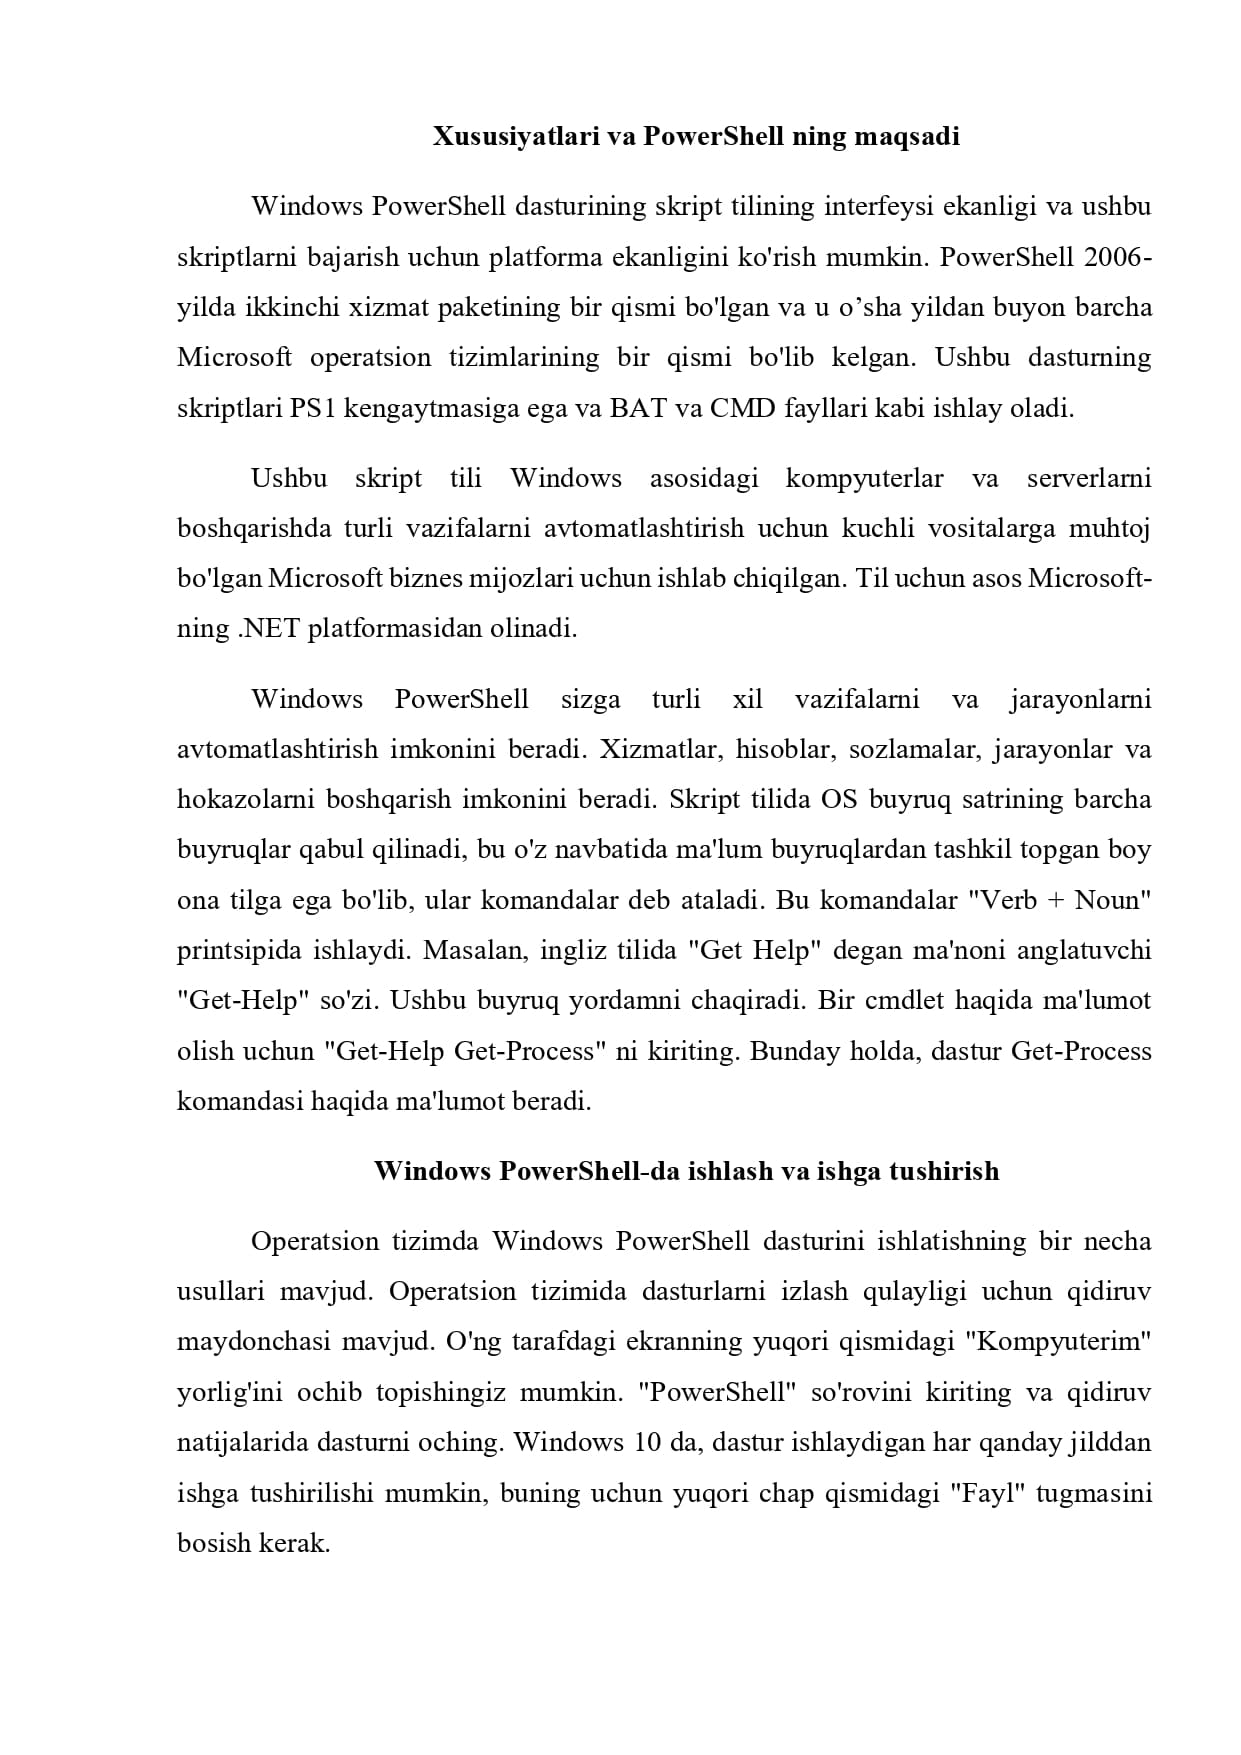 Xususiyatlari va PowerShell ning maqsadi
Windows PowerShell dasturining skript tilining interfeysi ekanligi va ushbu
skriptlarni bajarish uchun platforma ekanligini ko'rish mumkin. PowerShell 2006-
yilda ikkinchi xizmat paketining bir qismi bo'lgan va u o’sha yildan buyon barcha
Microsoft operatsion tizimlarining bir qismi bo'lib kelgan. Ushbu dasturning
skriptlari PS1 kengaytmasiga ega va BAT va CMD fayllari kabi ishlay oladi.
Ushbu skript tili Windows asosidagi kompyuterlar va serverlarni
boshqarishda turli vazifalarni avtomatlashtirish uchun kuchli vositalarga muhtoj
bo'lgan Microsoft biznes mijozlari uchun ishlab chiqilgan. Til uchun asos Microsoft-
ning .NET platformasidan olinadi.
Windows PowerShell sizga turli xil vazifalarni va jarayonlarni
avtomatlashtirish imkonini beradi. Xizmatlar, hisoblar, sozlamalar, jarayonlar va
hokazolarni boshqarish imkonini beradi. Skript tilida OS buyruq satrining barcha
buyruqlar qabul qilinadi, bu o'z navbatida ma'lum buyruqlardan tashkil topgan boy
ona tilga ega bo'lib, ular komandalar deb ataladi. Bu komandalar "Verb + Noun"
printsipida ishlaydi. Masalan, ingliz tilida "Get Help" degan ma'noni anglatuvchi
"Get-Help" so'zi. Ushbu buyruq yordamni chaqiradi. Bir cmdlet haqida ma'lumot
olish uchun "Get-Help Get-Process" ni kiriting. Bunday holda, dastur Get-Process
komandasi haqida ma'lumot beradi.
Windows PowerShell-da ishlash va ishga tushirish
Operatsion tizimda Windows PowerShell dasturini ishlatishning bir necha
usullari mavjud. Operatsion tizimida dasturlarni izlash qulayligi uchun qidiruv
maydonchasi mavjud. O'ng tarafdagi ekranning yuqori qismidagi "Kompyuterim"
yorlig'ini ochib topishingiz mumkin. "PowerShell" so'rovini kiriting va qidiruv
natijalarida dasturni oching. Windows 10 da, dastur ishlaydigan har qanday jilddan
ishga tushirilishi mumkin, buning uchun yuqori chap qismidagi "Fayl" tugmasini
bosish kerak.